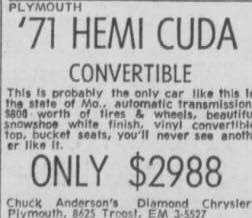 PLYMOUTH
'71 HEMI CUDA
CONVERTIBLE
This is probably the only car like this in
the state of Mo., automatic transmission
$800 worth of tires & wheels, beautifu
snowshoe white finish, vinyl convertible
top, bucket seats, you'll never see anoth
er like it.
ONLY $2988
Chuck Anderson's Diamond Chrysler
Plymouth, 8625 Troost, EM 3-5527